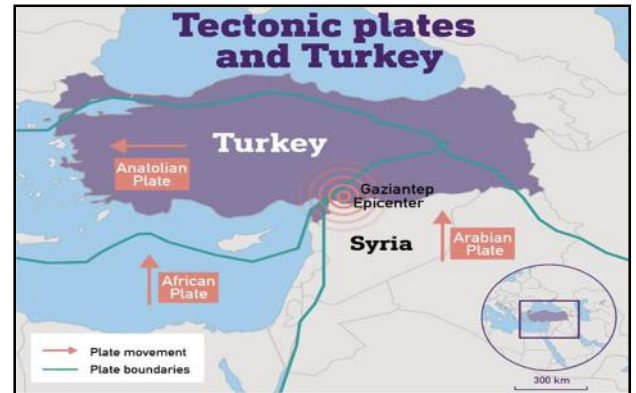 Tectonic plates
and Turkey
Turkey
Anatolian
Plate
Gaziantep
Epicenter
Syria
African
Plate
Arabian
Plate
Plate movement
Plate boundaries
300 km